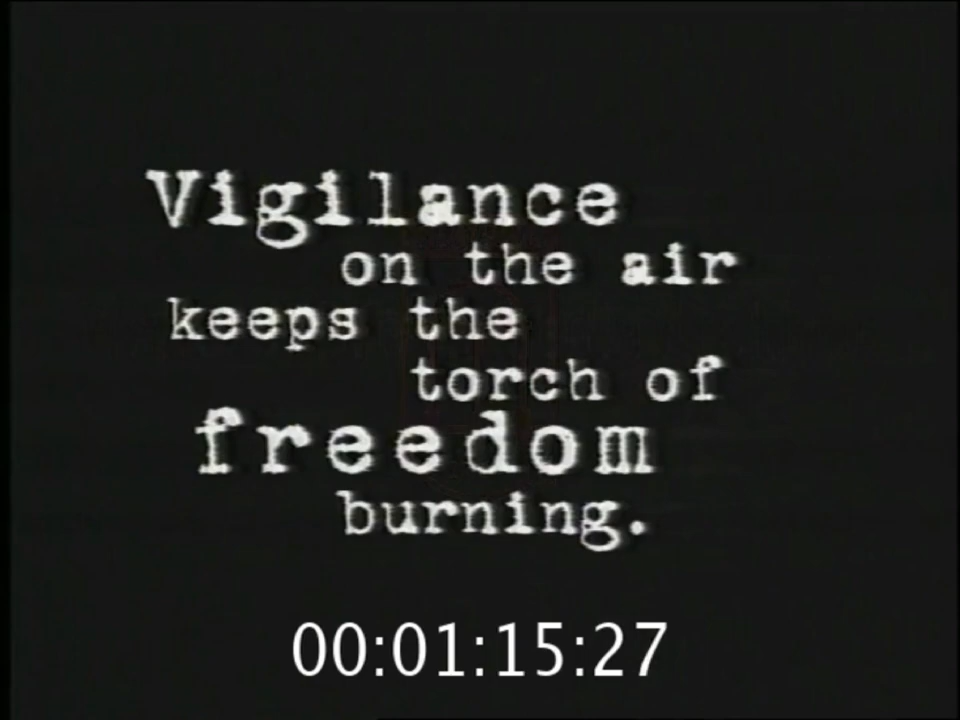 Vigilance
on the air
keeps the
torch of
freedom
burning.
00:01:15:27